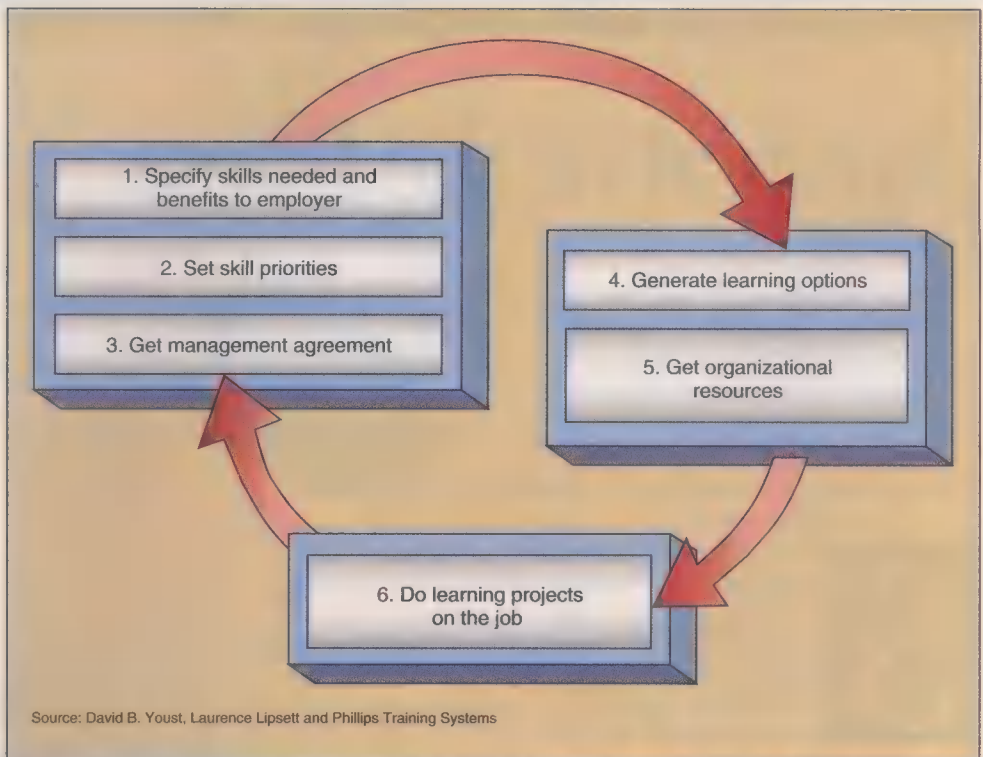 1. Specify skills needed and
benefits to employer
2. Set skill priorities
3. Get management agreement
4. Generate learning options
5. Get organizational
resources
6. Do learning projects
on the job
Source: David B. Youst, Laurence Lipsett and Phillips Training Systems